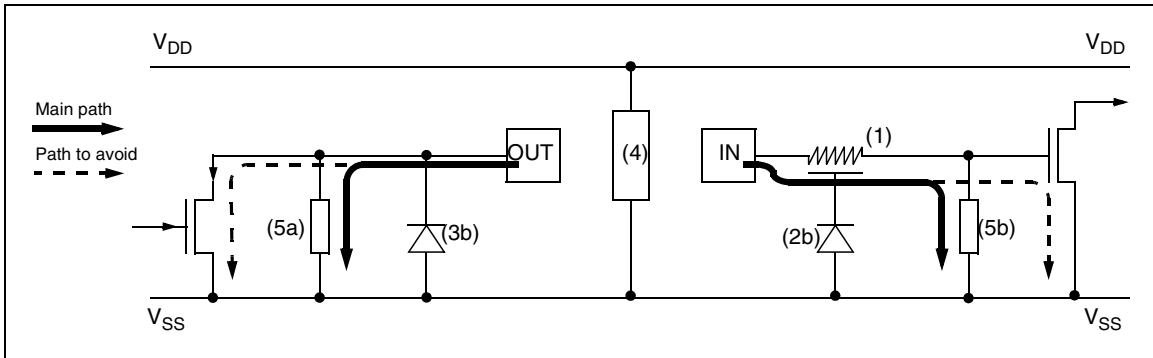 VDD VDD
Main path
Path to avoid
OUT (4) IN (1)
(5a) (3b) (2b) (5b)
VSS VSS